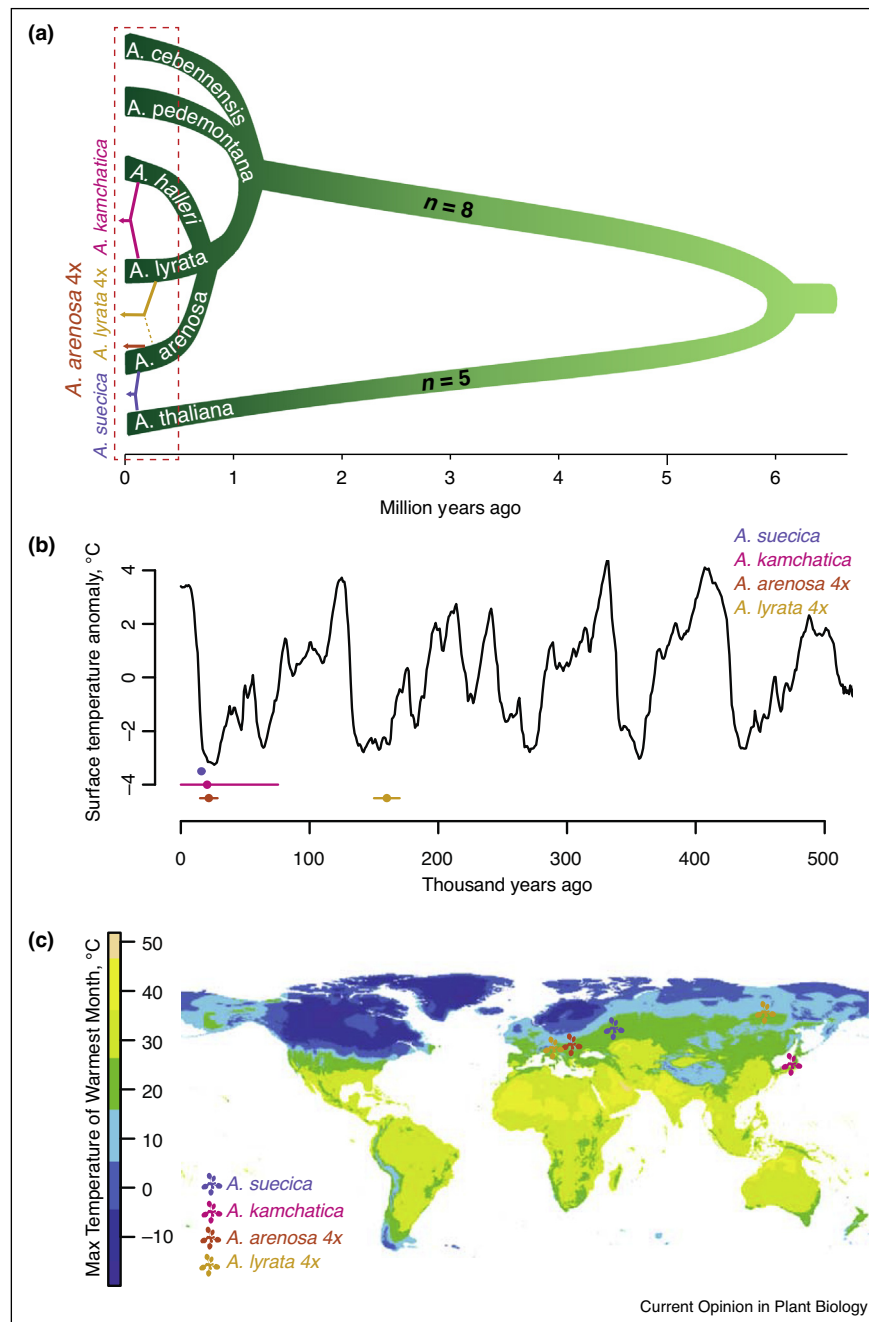 (a)
A. cebennensis
A. pedemontana
A. halleri
A. lyrata
A. arenosa
A. thaliana
A. kamchatica
A. lyrata 4x
A. arenosa 4x
A. suecica
n = 8
n = 5
0 1 2 3 4 5 6
Million years ago
(b)
Surface temperature anomaly, °C
4
2
0
−2
−4
A. suecica
A. kamchatica
A. arenosa 4x
A. lyrata 4x
0 100 200 300 400 500
Thousand years ago
(c)
Max Temperature of Warmest Month, °C
50
40
30
20
10
0
−10
A. suecica
A. kamchatica
A. arenosa 4x
A. lyrata 4x
Current Opinion in Plant Biology